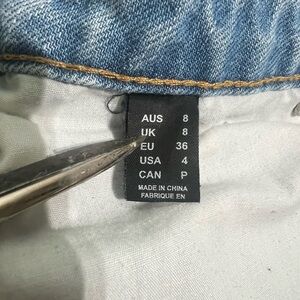 AUS 8
UK 8
EU 36
USA 4
CAN P
MADE IN CHINA
FABRIQUE EN